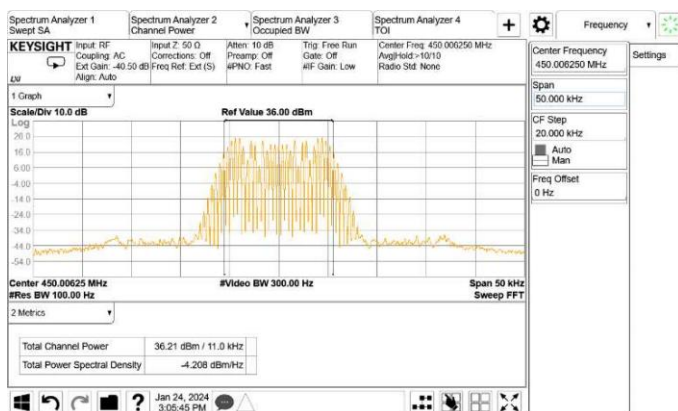 Spectrum Analyzer 1
Swept SA
Spectrum Analyzer 2
Channel Power
Spectrum Analyzer 3
Occupied BW
Spectrum Analyzer 4
TOI
+
Frequency
KEYSIGHT
Input: RF
Coupling: AC
Ext Gain: -40.50 dB
Align: Auto
Input Z: 50 Ω
Corrections: Off
Freq Ref: Ext (S)
Atten: 10 dB
Preamp: Off
#PNO: Fast
Trig: Free Run
Gate: Off
#IF Gain: Low
Center Freq: 450.006250 MHz
Avg|Hold:>10/10
Radio Std: None
Center Frequency
450.006250 MHz
Settings
Span
50.000 kHz
CF Step
20.000 kHz
Auto
Man
Freq Offset
0 Hz
1 Graph
Scale/Div 10.0 dB
Ref Value 36.00 dBm
Log
26.0
16.0
6.00
-4.00
-14.0
-24.0
-34.0
-44.0
-54.0
Center 450.00625 MHz
#Video BW 300.00 Hz
Span 50 kHz
#Res BW 100.00 Hz
Sweep FFT
2 Metrics
Total Channel Power 36.21 dBm / 11.0 kHz
Total Power Spectral Density -4.208 dBm/Hz
?
Jan 24, 2024
3:05:45 PM